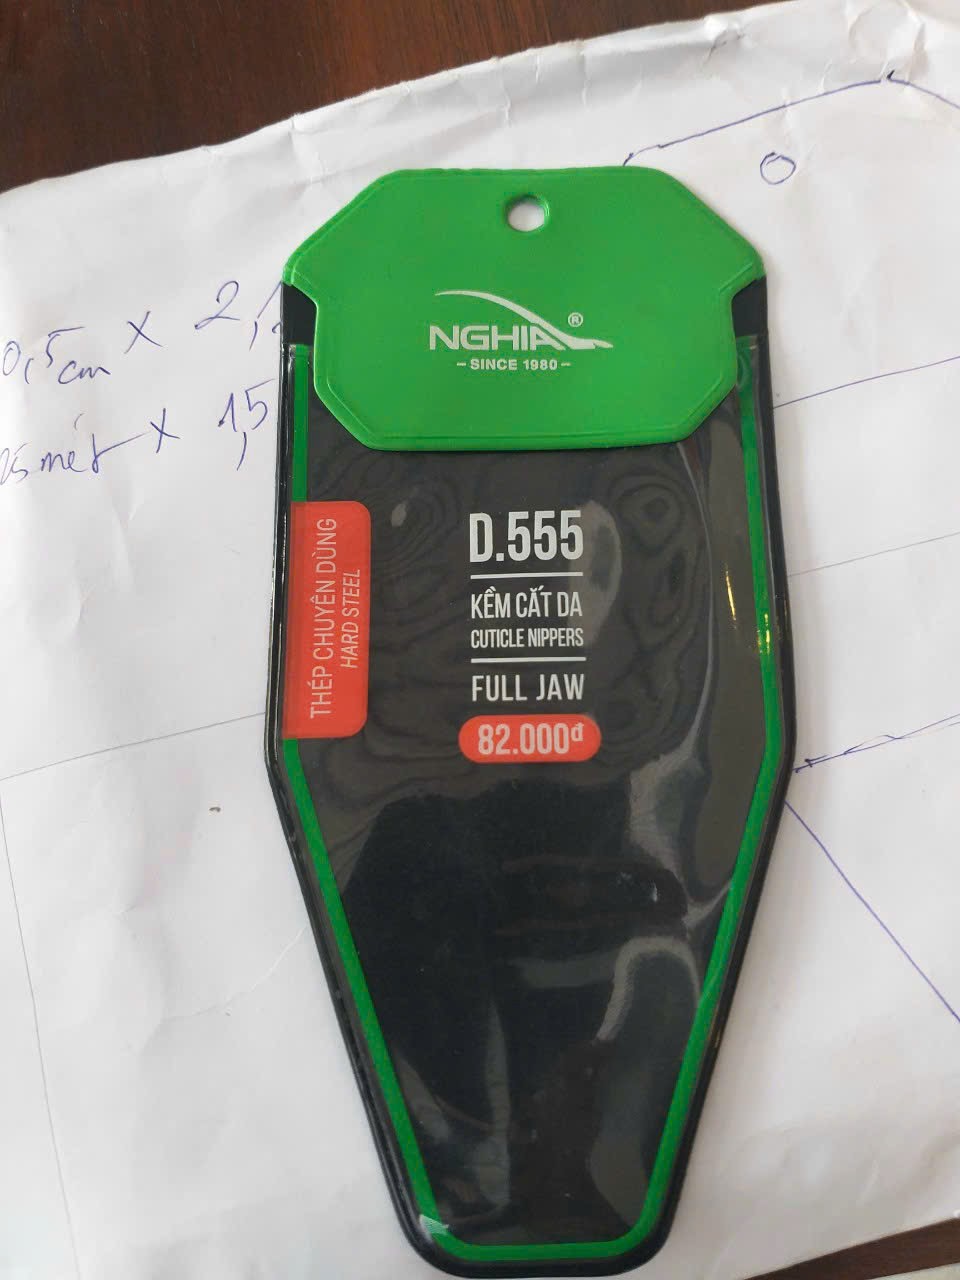 NGHIA®
- SINCE 1980 -
0,5cm x 2,
mét x 1,5
THÉP CHUYÊN DÙNG
HARD STEEL
D.555
KỀM CẮT DA
CUTICLE NIPPERS
FULL JAW
82.000đ